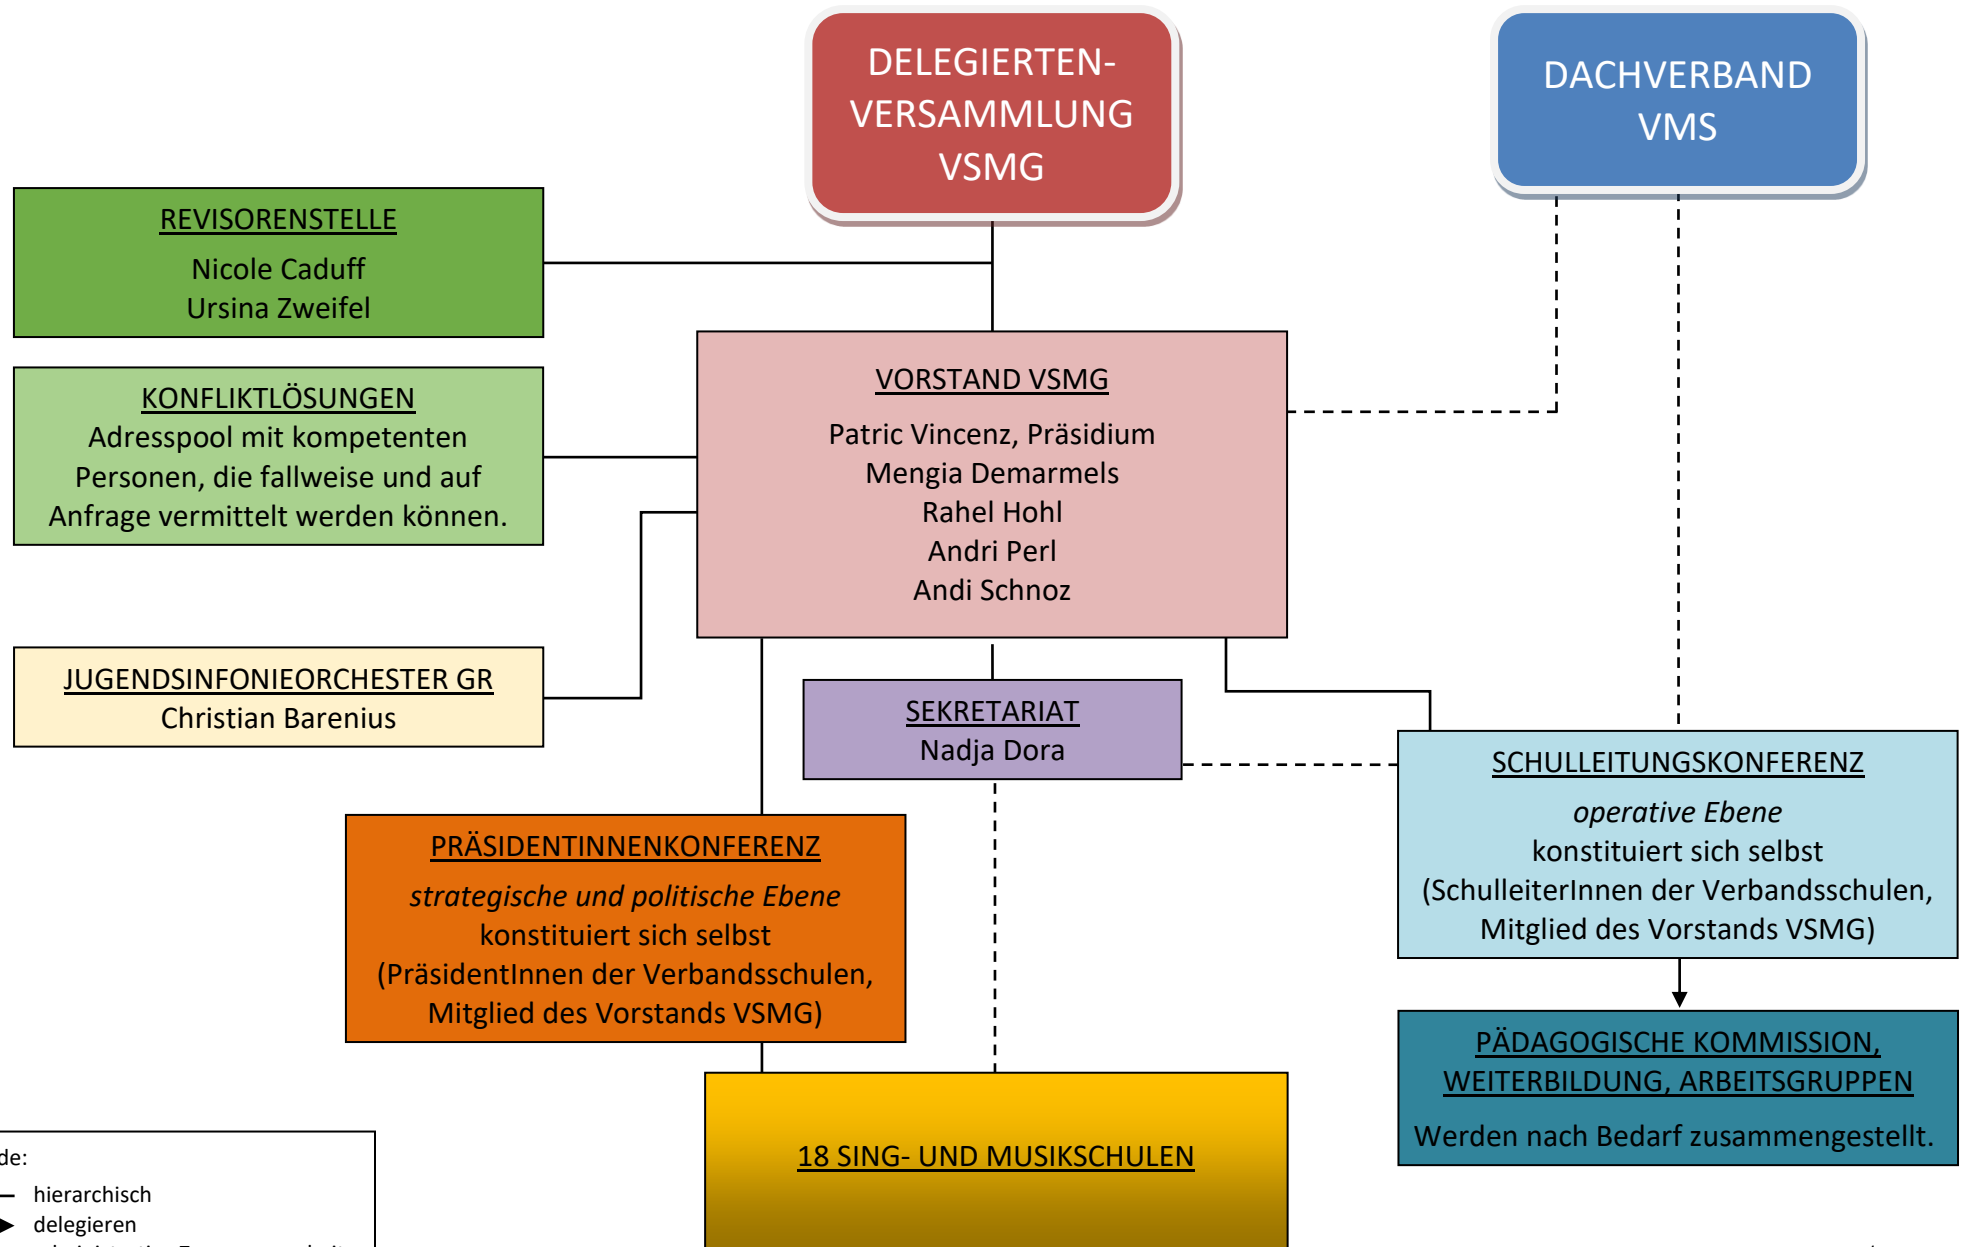 DELEGIERTEN-
VERSAMMLUNG
VSMG
DACHVERBAND
VMS
REVISORENSTELLE
Nicole Caduff
Ursina Zweifel
KONFLIKTLÖSUNGEN
Adresspool mit kompetenten
Personen, die fallweise und auf
Anfrage vermittelt werden können.
VORSTAND VSMG
Patric Vincenz, Präsidium
Mengia Demarmels
Rahel Hohl
Andri Perl
Andi Schnoz
JUGENDSINFONIEORCHESTER GR
Christian Barenius
SEKRETARIAT
Nadja Dora
SCHULLEITUNGSKONFERENZ
operative Ebene
konstituiert sich selbst
(SchulleiterInnen der Verbandsschulen,
Mitglied des Vorstands VSMG)
PRÄSIDENTINNENKONFERENZ
strategische und politische Ebene
konstituiert sich selbst
(PräsidentInnen der Verbandsschulen,
Mitglied des Vorstands VSMG)
PÄDAGOGISCHE KOMMISSION,
WEITERBILDUNG, ARBEITSGRUPPEN
Werden nach Bedarf zusammengestellt.
18 SING- UND MUSIKSCHULEN
de:
hierarchisch
delegieren